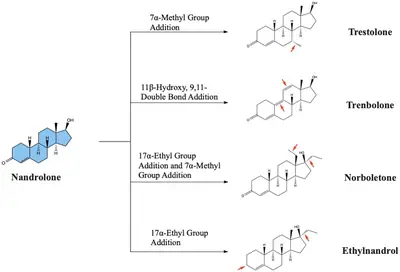 7α-Methyl Group
Addition
Trestolone
11β-Hydroxy, 9,11-
Double Bond Addition
Trenbolone
Nandrolone
17α-Ethyl Group
Addition and 7α-Methyl
Group Addition
Norboletone
17α-Ethyl Group
Addition
Ethylnandrol